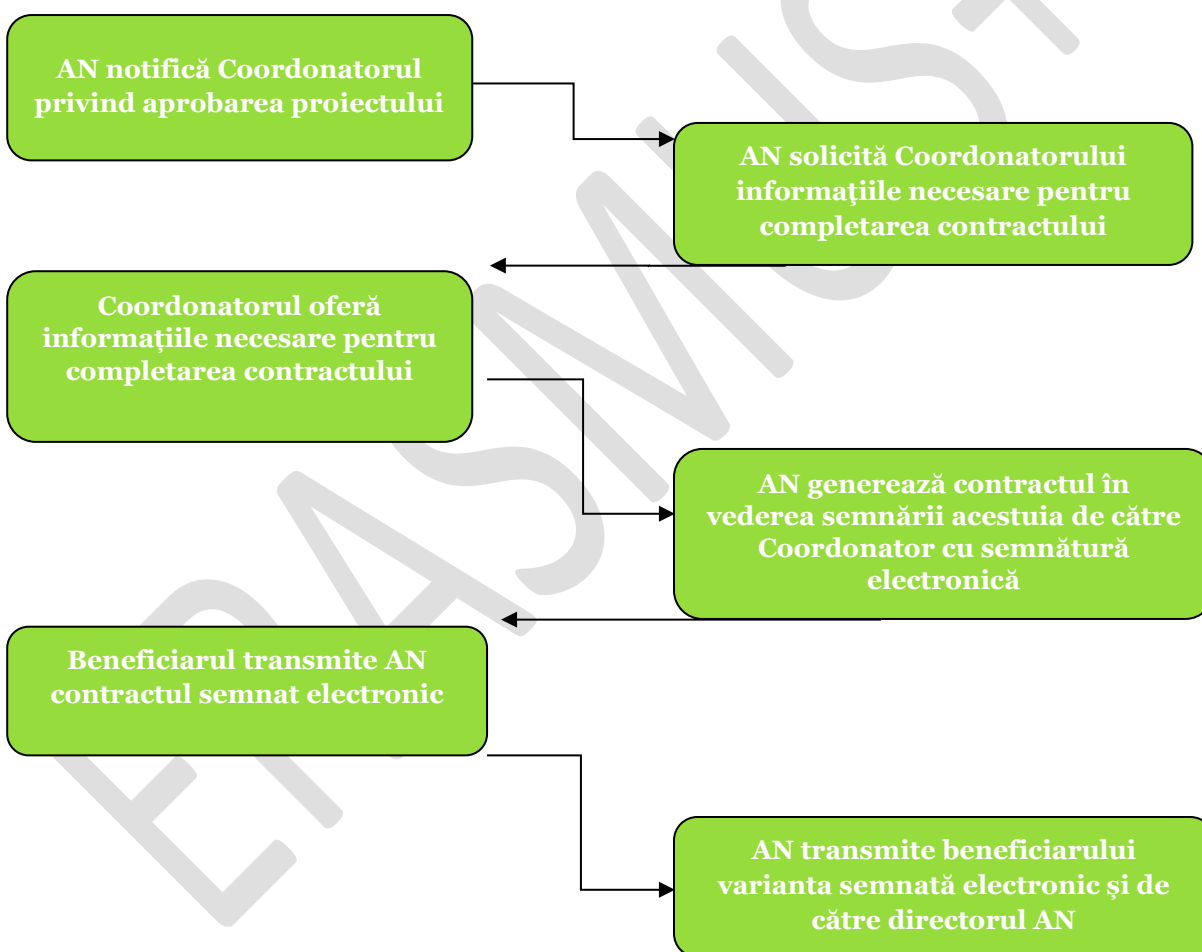 AN notifică Coordonatorul
privind aprobarea proiectului
AN solicită Coordonatorului
informaţiile necesare pentru
completarea contractului
Coordonatorul oferă
informațiile necesare pentru
completarea contractului
AN generează contractul în
vederea semnării acestuia de către
Coordonator cu semnătură
electronică
Beneficiarul transmite AN
contractul semnat electronic
AN transmite beneficiarului
varianta semnată electronic și de
către directorul AN
ERASMUS+